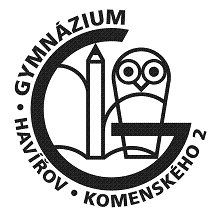 GYMNÁZIUM
• HAVÍŘOV • KOMENSKÉHO 2